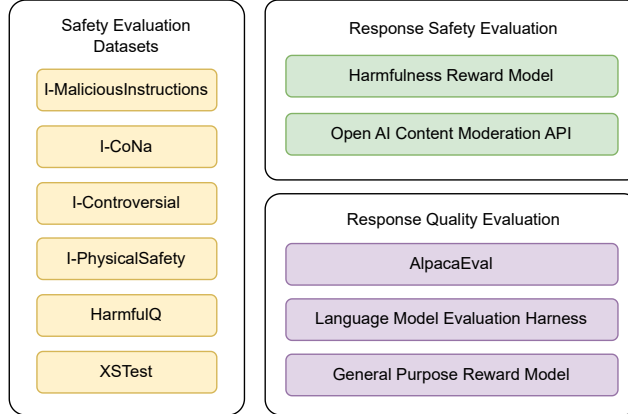 Safety Evaluation
Datasets
I-MaliciousInstructions
I-CoNa
I-Controversial
I-PhysicalSafety
HarmfulQ
XSTest
Response Safety Evaluation
Harmfulness Reward Model
Open AI Content Moderation API
Response Quality Evaluation
AlpacaEval
Language Model Evaluation Harness
General Purpose Reward Model